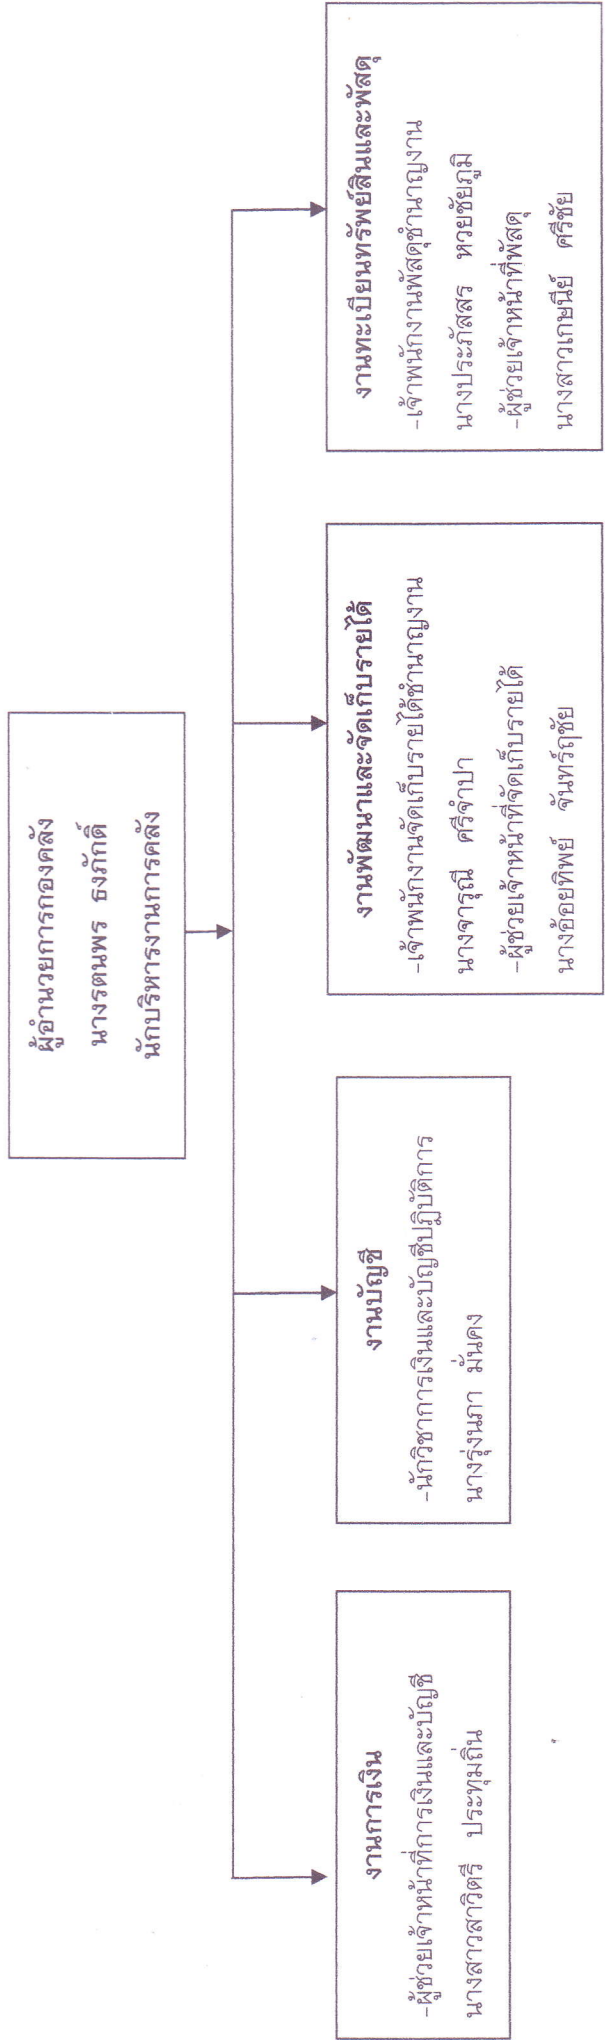 ผู้อำนวยการกองคลัง
นางรตนพร ธงภักดิ์
นักบริหารงานการคลัง
งานการเงิน
-ผู้ช่วยเจ้าหน้าที่การเงินและบัญชี
นางสาวสาวิตรี ประทุมถิ่น
งานบัญชี
-นักวิชาการเงินและบัญชีปฏิบัติการ
นางรุ่งนภา มั่นคง
งานพัฒนาและจัดเก็บรายได้
-เจ้าพนักงานจัดเก็บรายได้ชำนาญงาน
นางจารุณี ศรีจำปา
-ผู้ช่วยเจ้าหน้าที่จัดเก็บรายได้
นางอ้อยทิพย์ จันทร์ฤชัย
งานทะเบียนทรัพย์สินและพัสดุ
-เจ้าพนักงานพัสดุชำนาญงาน
นางประภัสสร หวยชัยภูมิ
-ผู้ช่วยเจ้าหน้าที่พัสดุ
นางสาวเกษนีย์ ศรีชัย